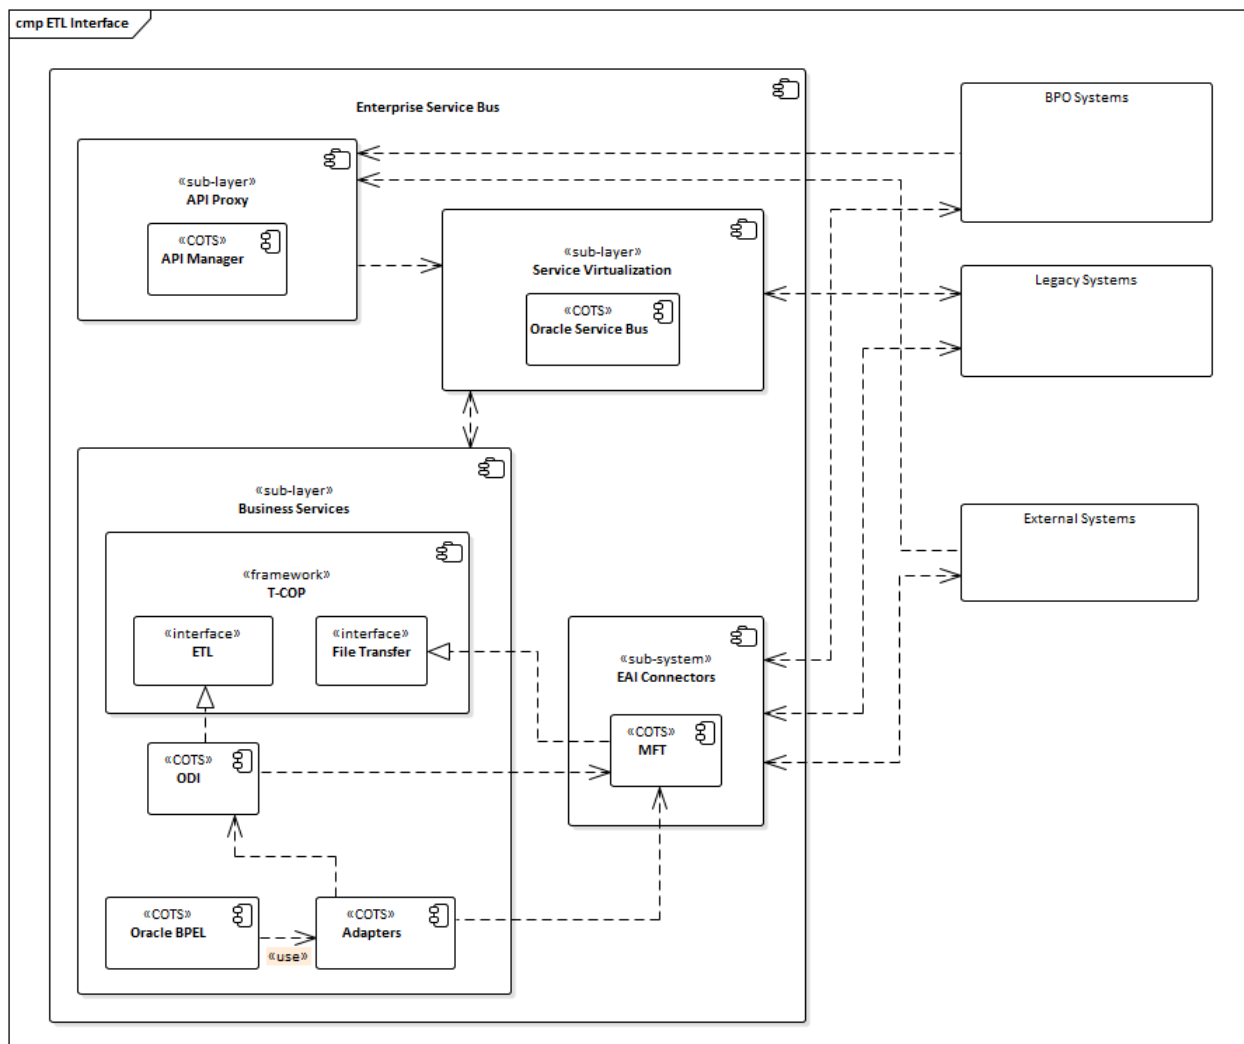 cmp ETL Interface
Enterprise Service Bus
BPO Systems
«sub-layer»
API Proxy
«COTS»
API Manager
«sub-layer»
Service Virtualization
«COTS»
Oracle Service Bus
Legacy Systems
«sub-layer»
Business Services
«framework»
T-COP
«interface»
ETL
«interface»
File Transfer
External Systems
«sub-system»
EAI Connectors
«COTS»
MFT
«COTS»
ODI
«COTS»
Oracle BPEL
«use»
«COTS»
Adapters